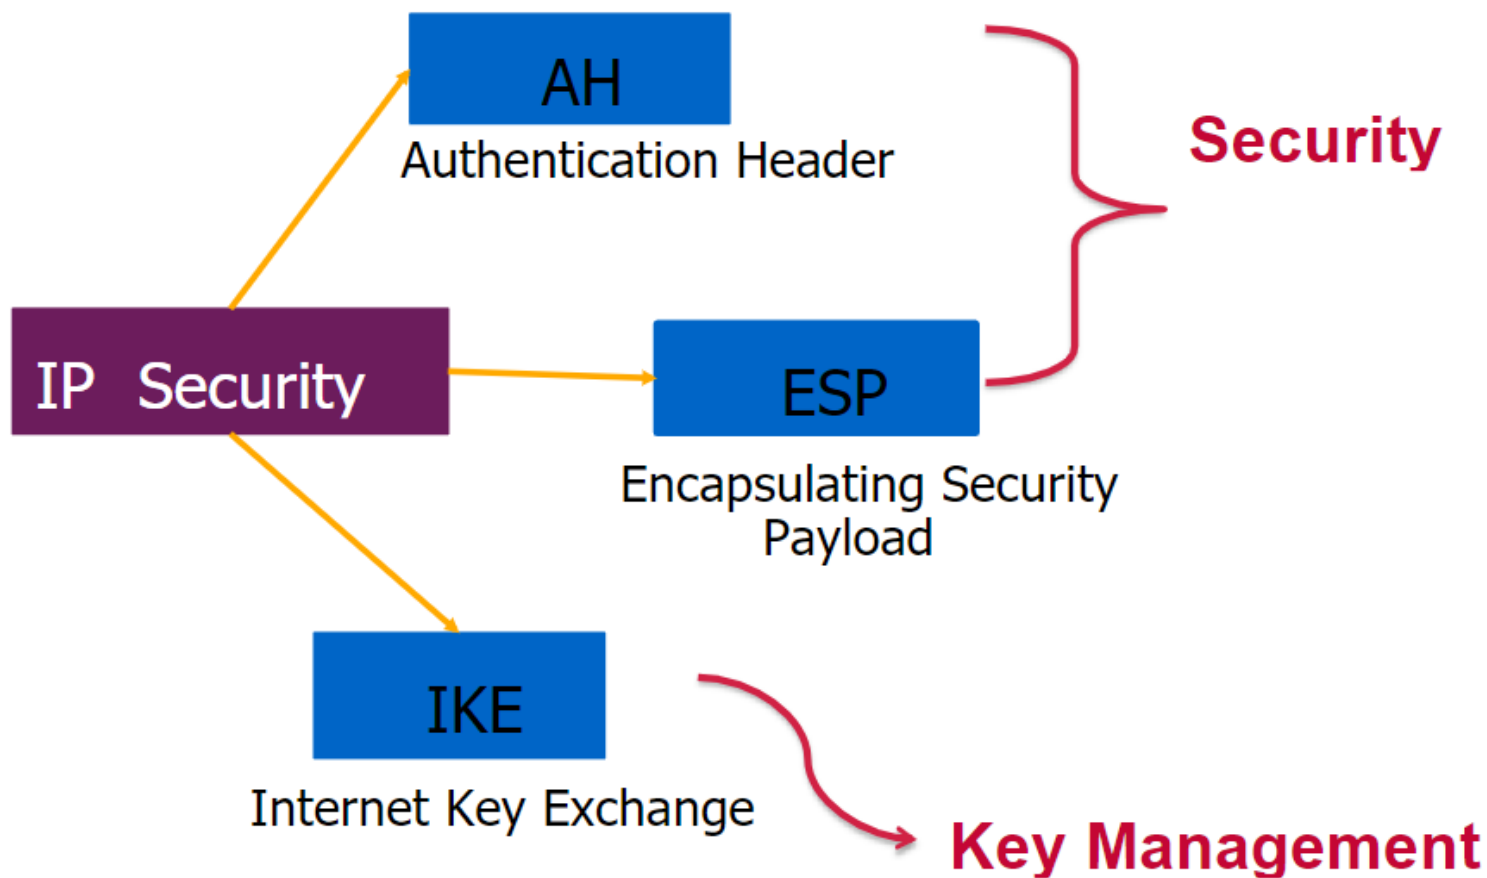 AH
Authentication Header
Security
IP Security
ESP
Encapsulating Security
Payload
IKE
Internet Key Exchange
Key Management